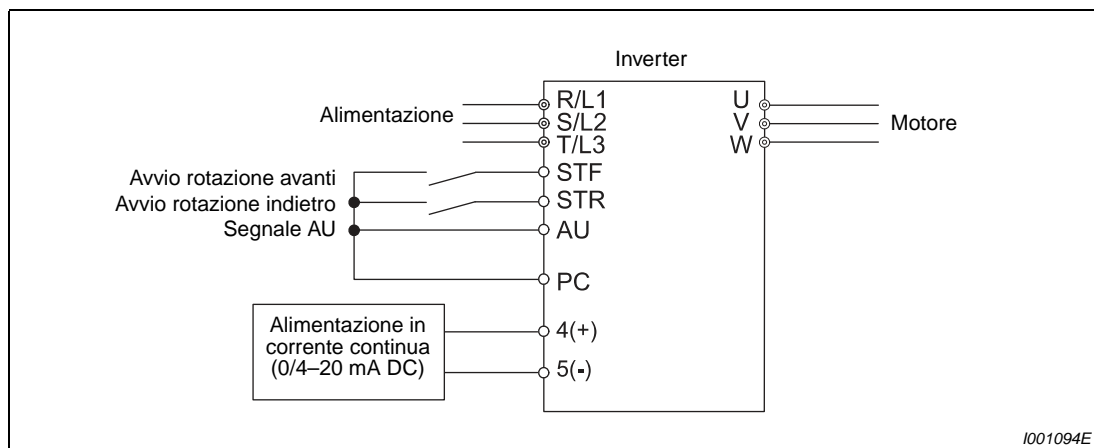 Inverter
Alimentazione
R/L1
S/L2
T/L3
U
V
W
Motore
Avvio rotazione avanti
STF
Avvio rotazione indietro
STR
Segnale AU
AU
PC
Alimentazione in
corrente continua
(0/4–20 mA DC)
4(+)
5(-)
I001094E